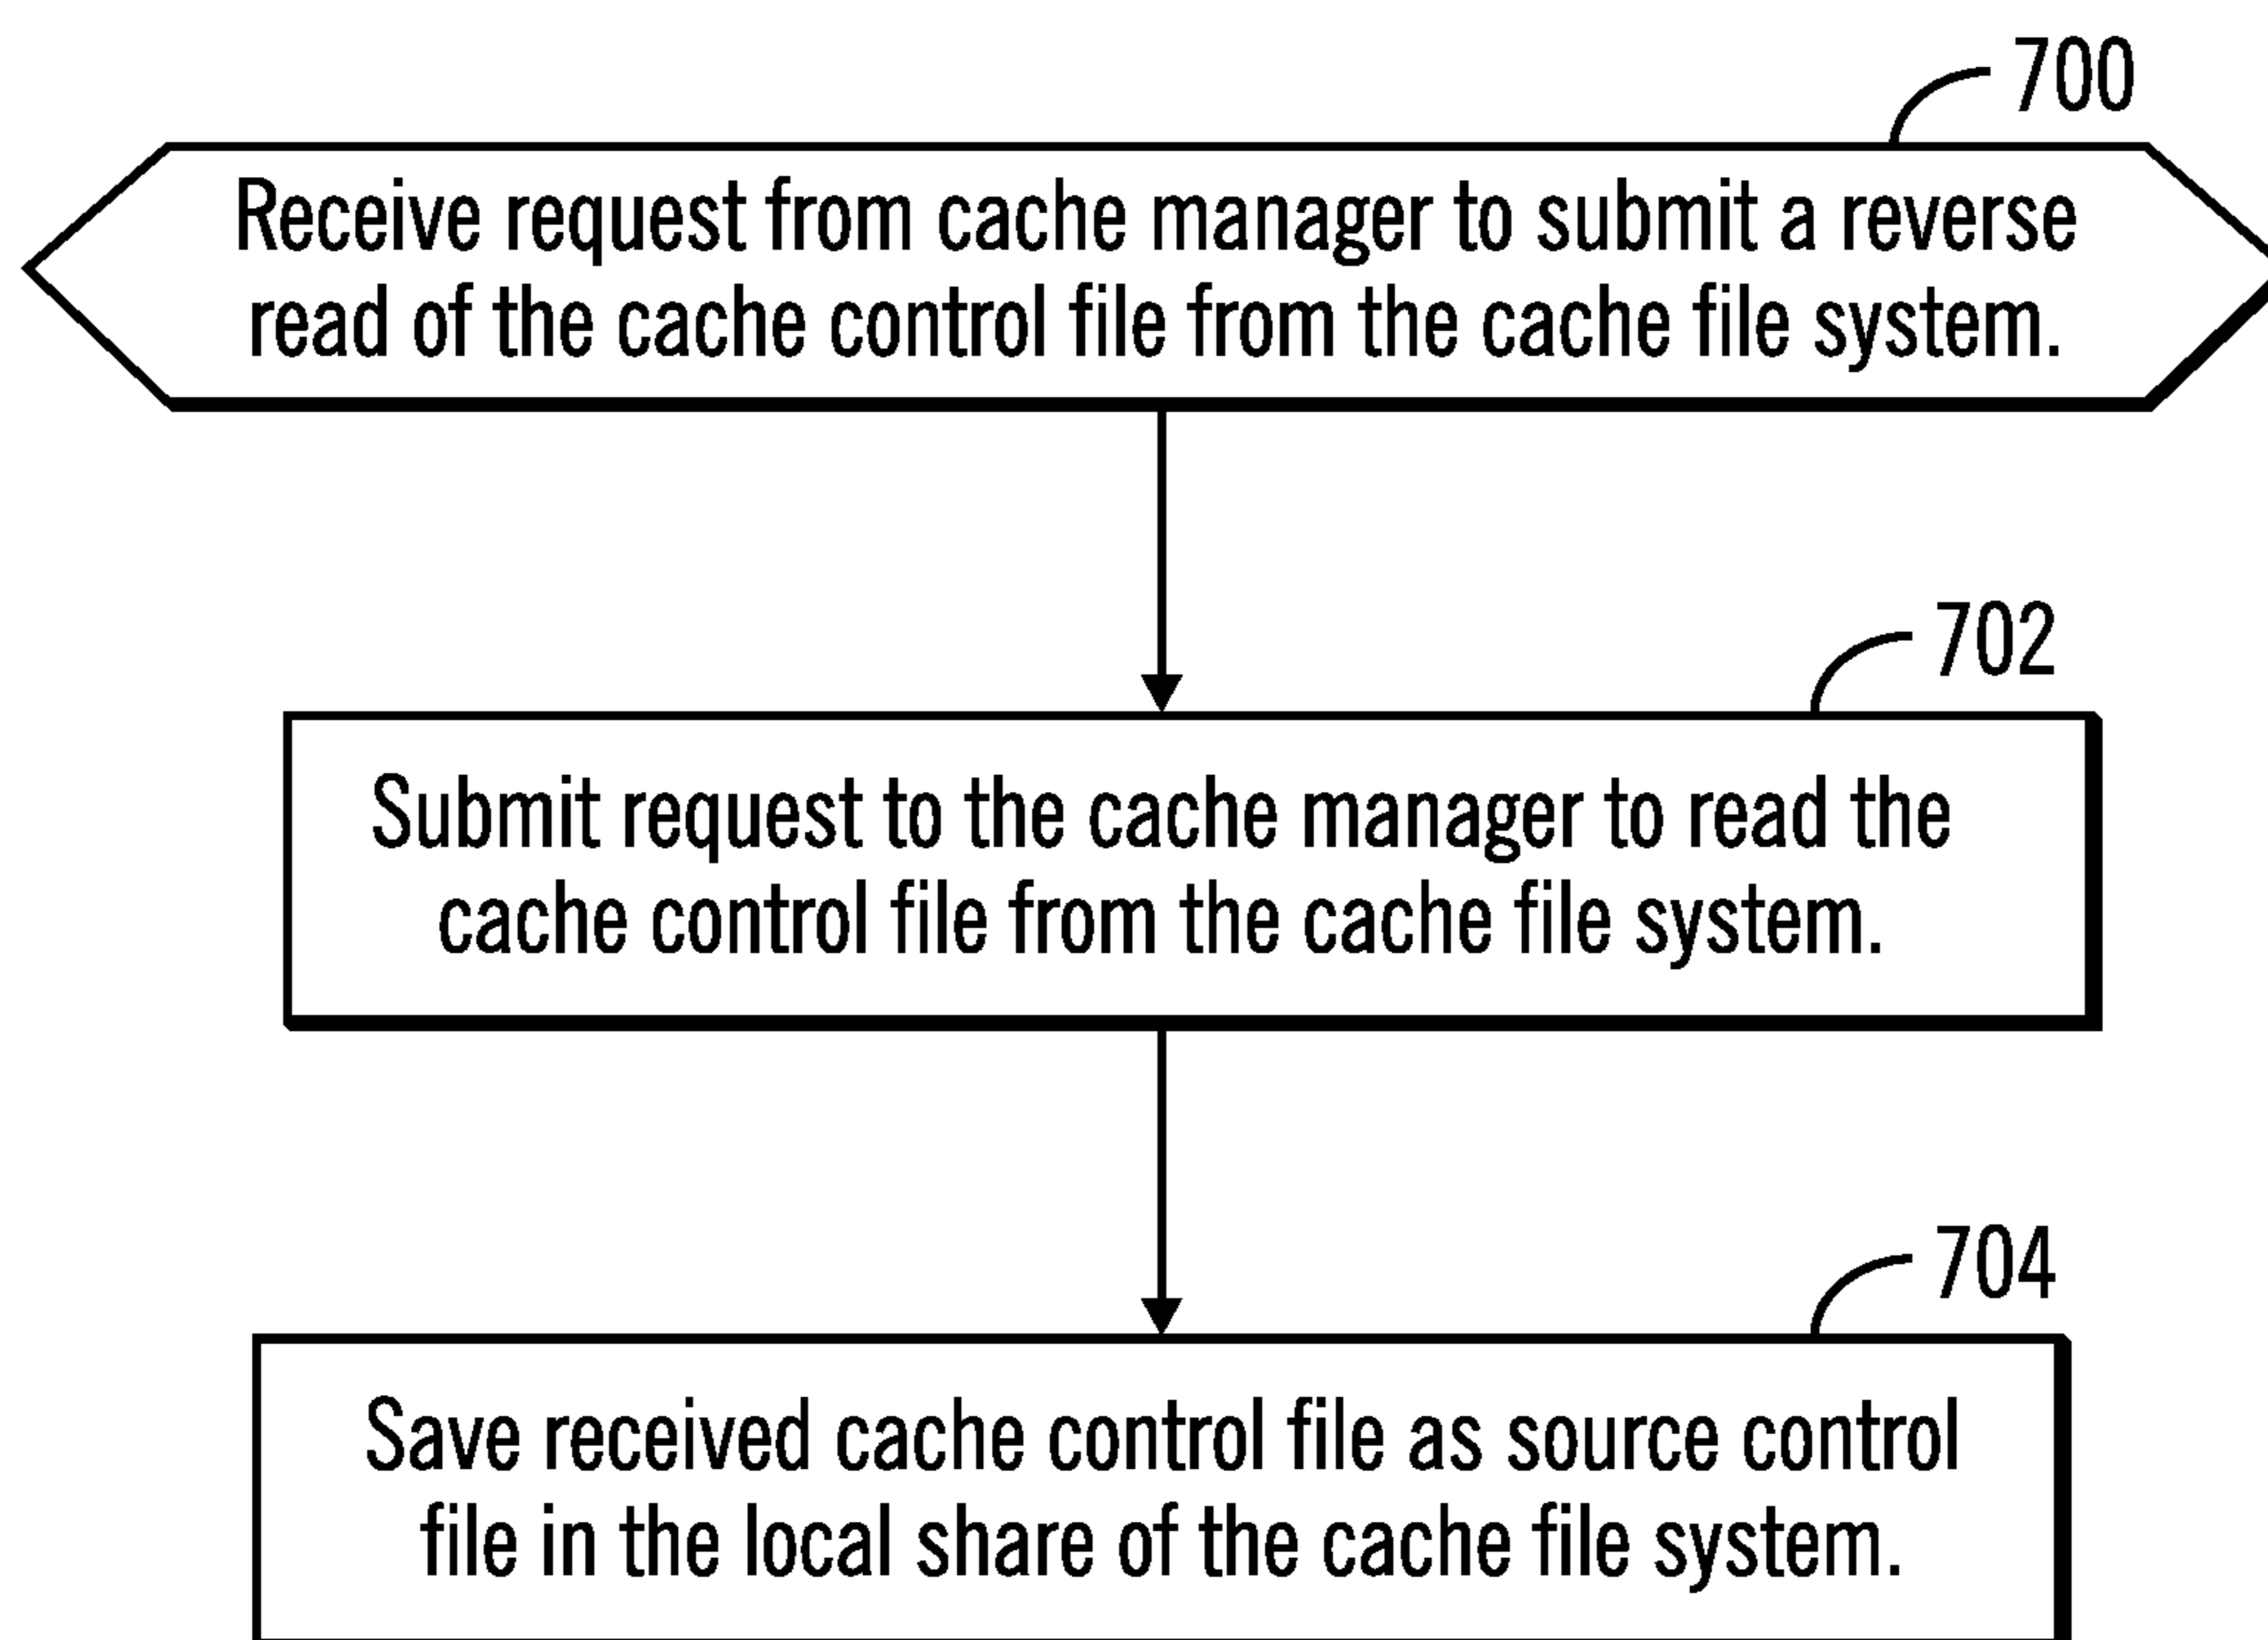 700
Receive request from cache manager to submit a reverse
read of the cache control file from the cache file system.
702
Submit request to the cache manager to read the
cache control file from the cache file system.
704
Save received cache control file as source control
file in the local share of the cache file system.